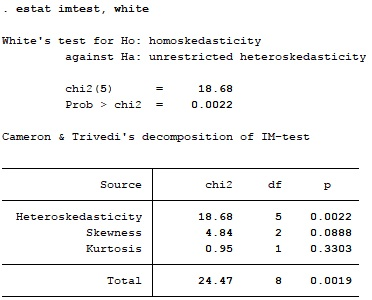 . estat imtest, white
White's test for Ho: homoskedasticity
against Ha: unrestricted heteroskedasticity
chi2(5) = 18.68
Prob > chi2 = 0.0022
Cameron & Trivedi's decomposition of IM-test
Source chi2 df p
Heteroskedasticity 18.68 5 0.0022
Skewness 4.84 2 0.0888
Kurtosis 0.95 1 0.3303
Total 24.47 8 0.0019